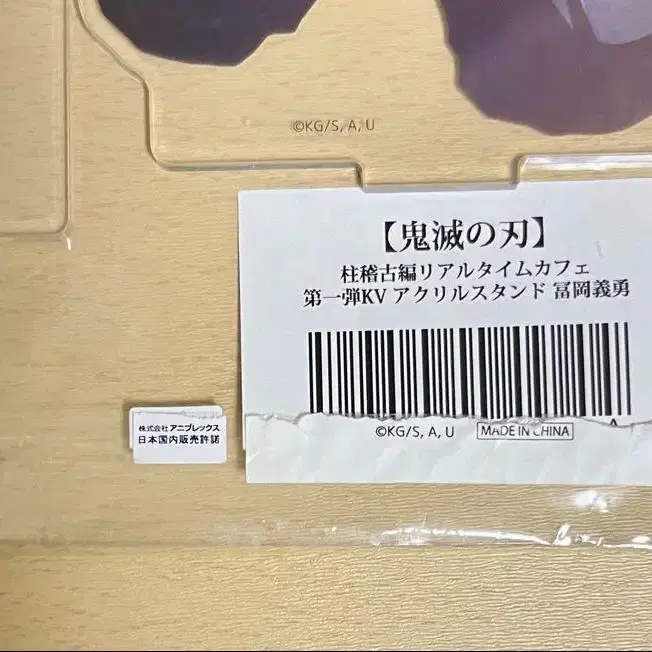 ©KG/S, A, U
【鬼滅の刃】
柱稽古編リアルタイムカフェ
第一弾KV アクリルスタンド 冨岡義勇
©KG/S, A, U MADE IN CHINA
株式会社 アニプレックス
日本国内販売許諾